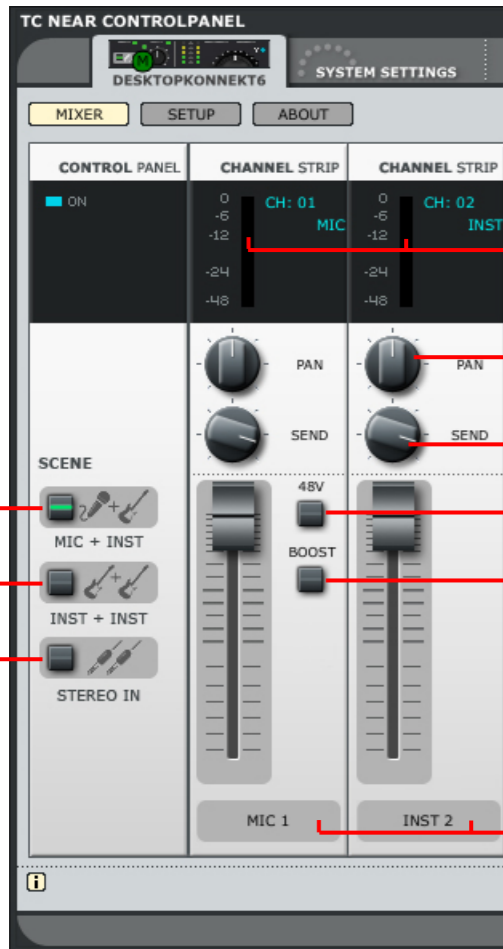 TC NEAR CONTROLPANEL
M
DESKTOPKONNEKT6
SYSTEM SETTINGS
MIXER
SETUP
ABOUT
CONTROL PANEL
ON
SCENE
MIC + INST
INST + INST
STEREO IN
CHANNEL STRIP
0
-6
-12
-24
-48
CH: 01
MIC
PAN
SEND
48V
BOOST
MIC 1
CHANNEL STRIP
0
-6
-12
-24
-48
CH: 02
INST
PAN
SEND
INST 2
i